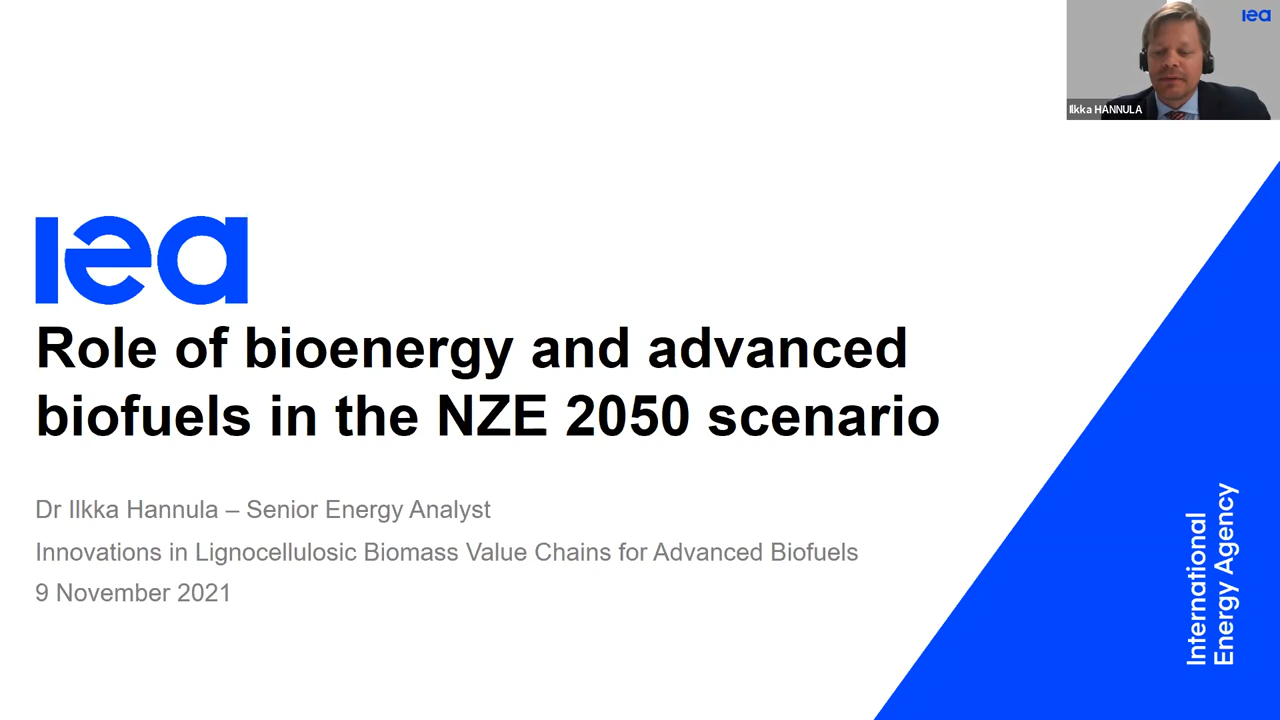 iea
Ilkka HANNULA
iea
Role of bioenergy and advanced
biofuels in the NZE 2050 scenario
Dr Ilkka Hannula – Senior Energy Analyst
Innovations in Lignocellulosic Biomass Value Chains for Advanced Biofuels
9 November 2021
International
Energy Agency